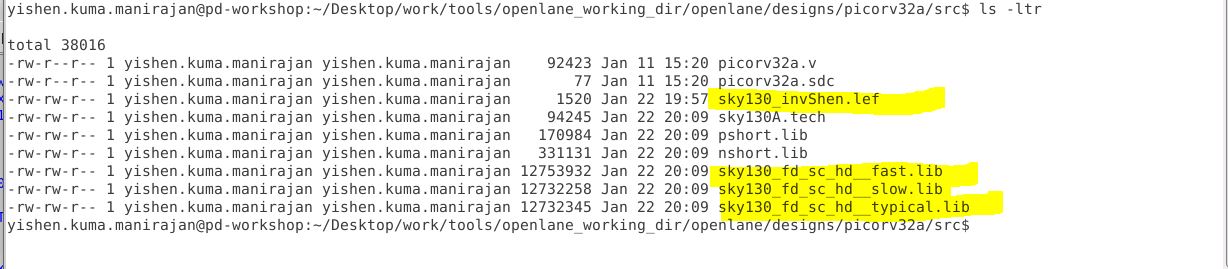 yishen.kuma.manirajan@pd-workshop:~/Desktop/work/tools/openlane_working_dir/openlane/designs/picorv32a/src$ ls -ltr
total 38016
-rw-r--r-- 1 yishen.kuma.manirajan yishen.kuma.manirajan    92423 Jan 11 15:20 picorv32a.v
-rw-rw-r-- 1 yishen.kuma.manirajan yishen.kuma.manirajan       77 Jan 11 15:20 picorv32a.sdc
-rw-rw-r-- 1 yishen.kuma.manirajan yishen.kuma.manirajan     1520 Jan 22 19:57 sky130_invShen.lef
-rw-rw-r-- 1 yishen.kuma.manirajan yishen.kuma.manirajan    94245 Jan 22 20:09 sky130A.tech
-rw-rw-r-- 1 yishen.kuma.manirajan yishen.kuma.manirajan   170984 Jan 22 20:09 pshort.lib
-rw-rw-r-- 1 yishen.kuma.manirajan yishen.kuma.manirajan   331131 Jan 22 20:09 nshort.lib
-rw-rw-r-- 1 yishen.kuma.manirajan yishen.kuma.manirajan 12753932 Jan 22 20:09 sky130_fd_sc_hd__fast.lib
-rw-rw-r-- 1 yishen.kuma.manirajan yishen.kuma.manirajan 12732258 Jan 22 20:09 sky130_fd_sc_hd__slow.lib
-rw-rw-r-- 1 yishen.kuma.manirajan yishen.kuma.manirajan 12732345 Jan 22 20:09 sky130_fd_sc_hd__typical.lib
yishen.kuma.manirajan@pd-workshop:~/Desktop/work/tools/openlane_working_dir/openlane/designs/picorv32a/src$